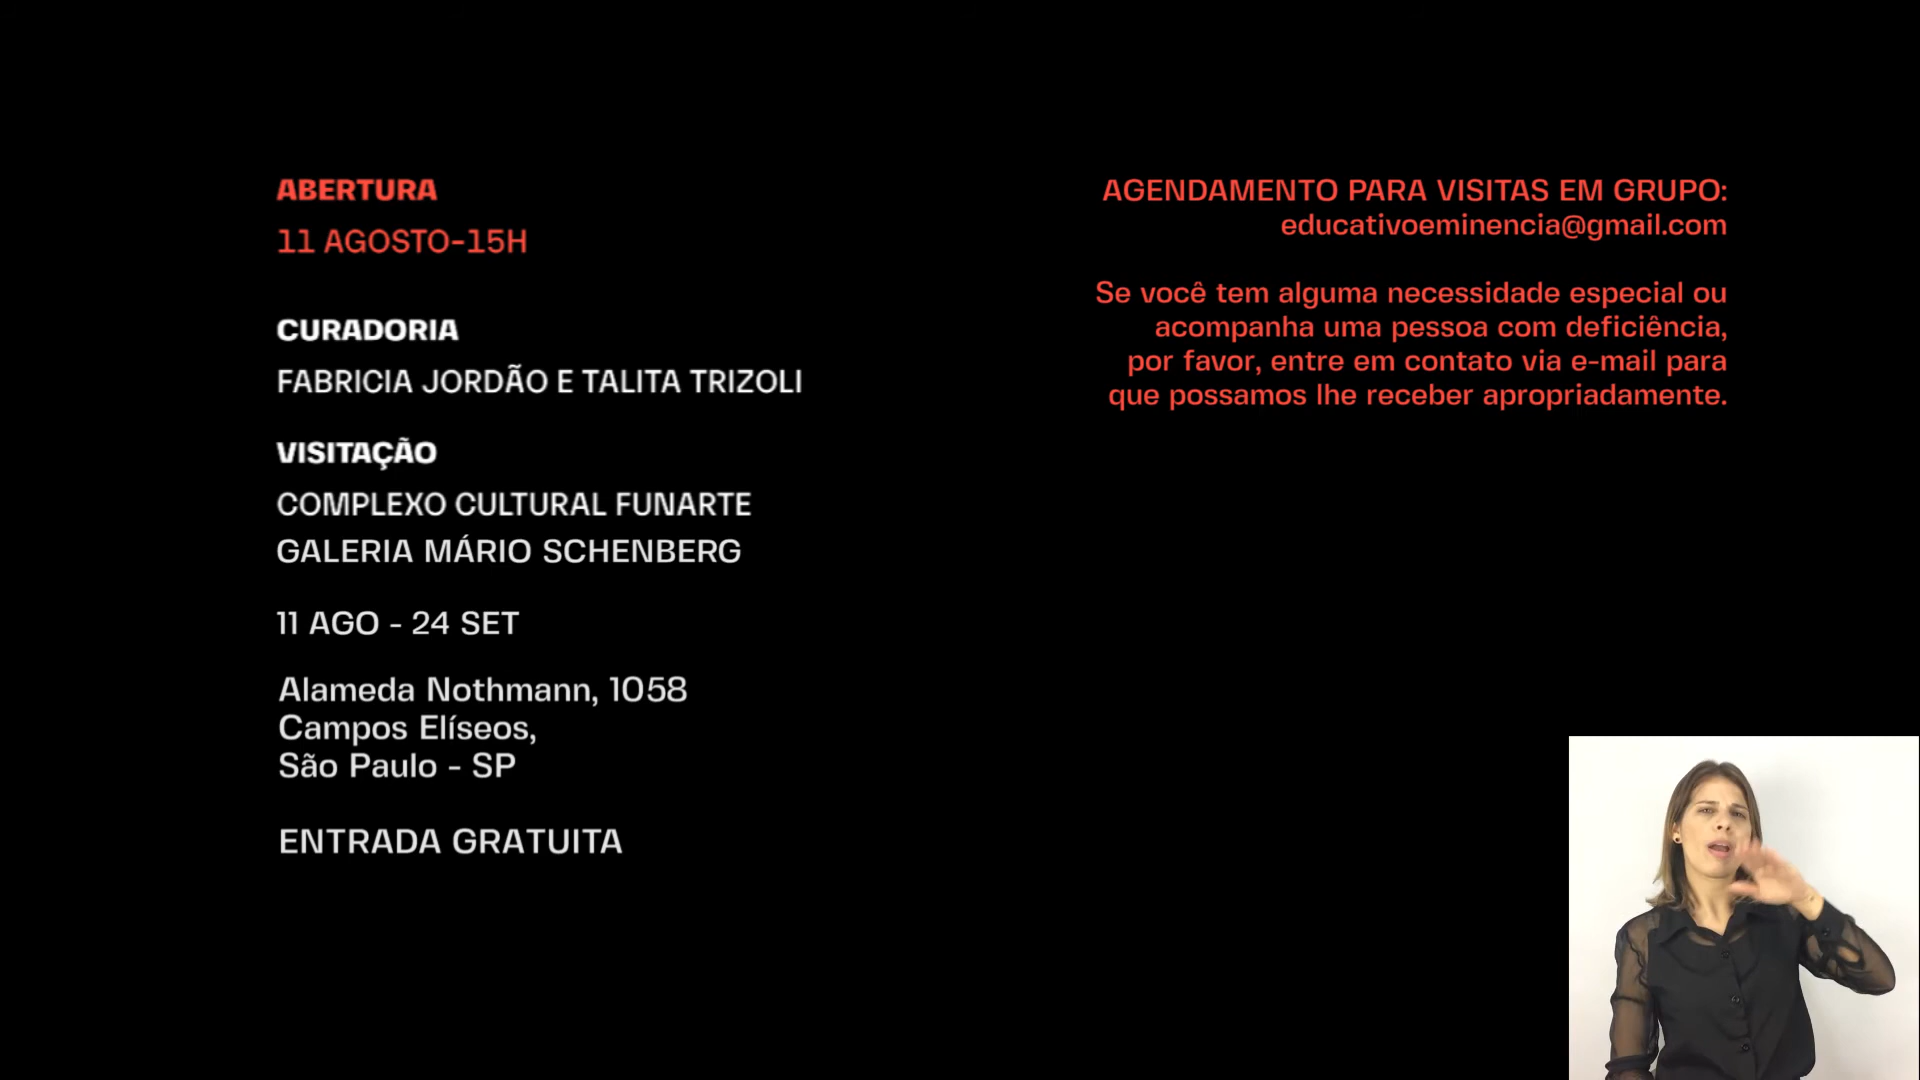 ABERTURA
11 AGOSTO-15H
CURADORIA
FABRICIA JORDÃO E TALITA TRIZOLI
VISITAÇÃO
COMPLEXO CULTURAL FUNARTE
GALERIA MÁRIO SCHENBERG
11 AGO - 24 SET
Alameda Nothmann, 1058
Campos Elíseos,
São Paulo - SP
ENTRADA GRATUITA
AGENDAMENTO PARA VISITAS EM GRUPO:
educativoeminencia@gmail.com
Se você tem alguma necessidade especial ou
acompanha uma pessoa com deficiência,
por favor, entre em contato via e-mail para
que possamos lhe receber apropriadamente.